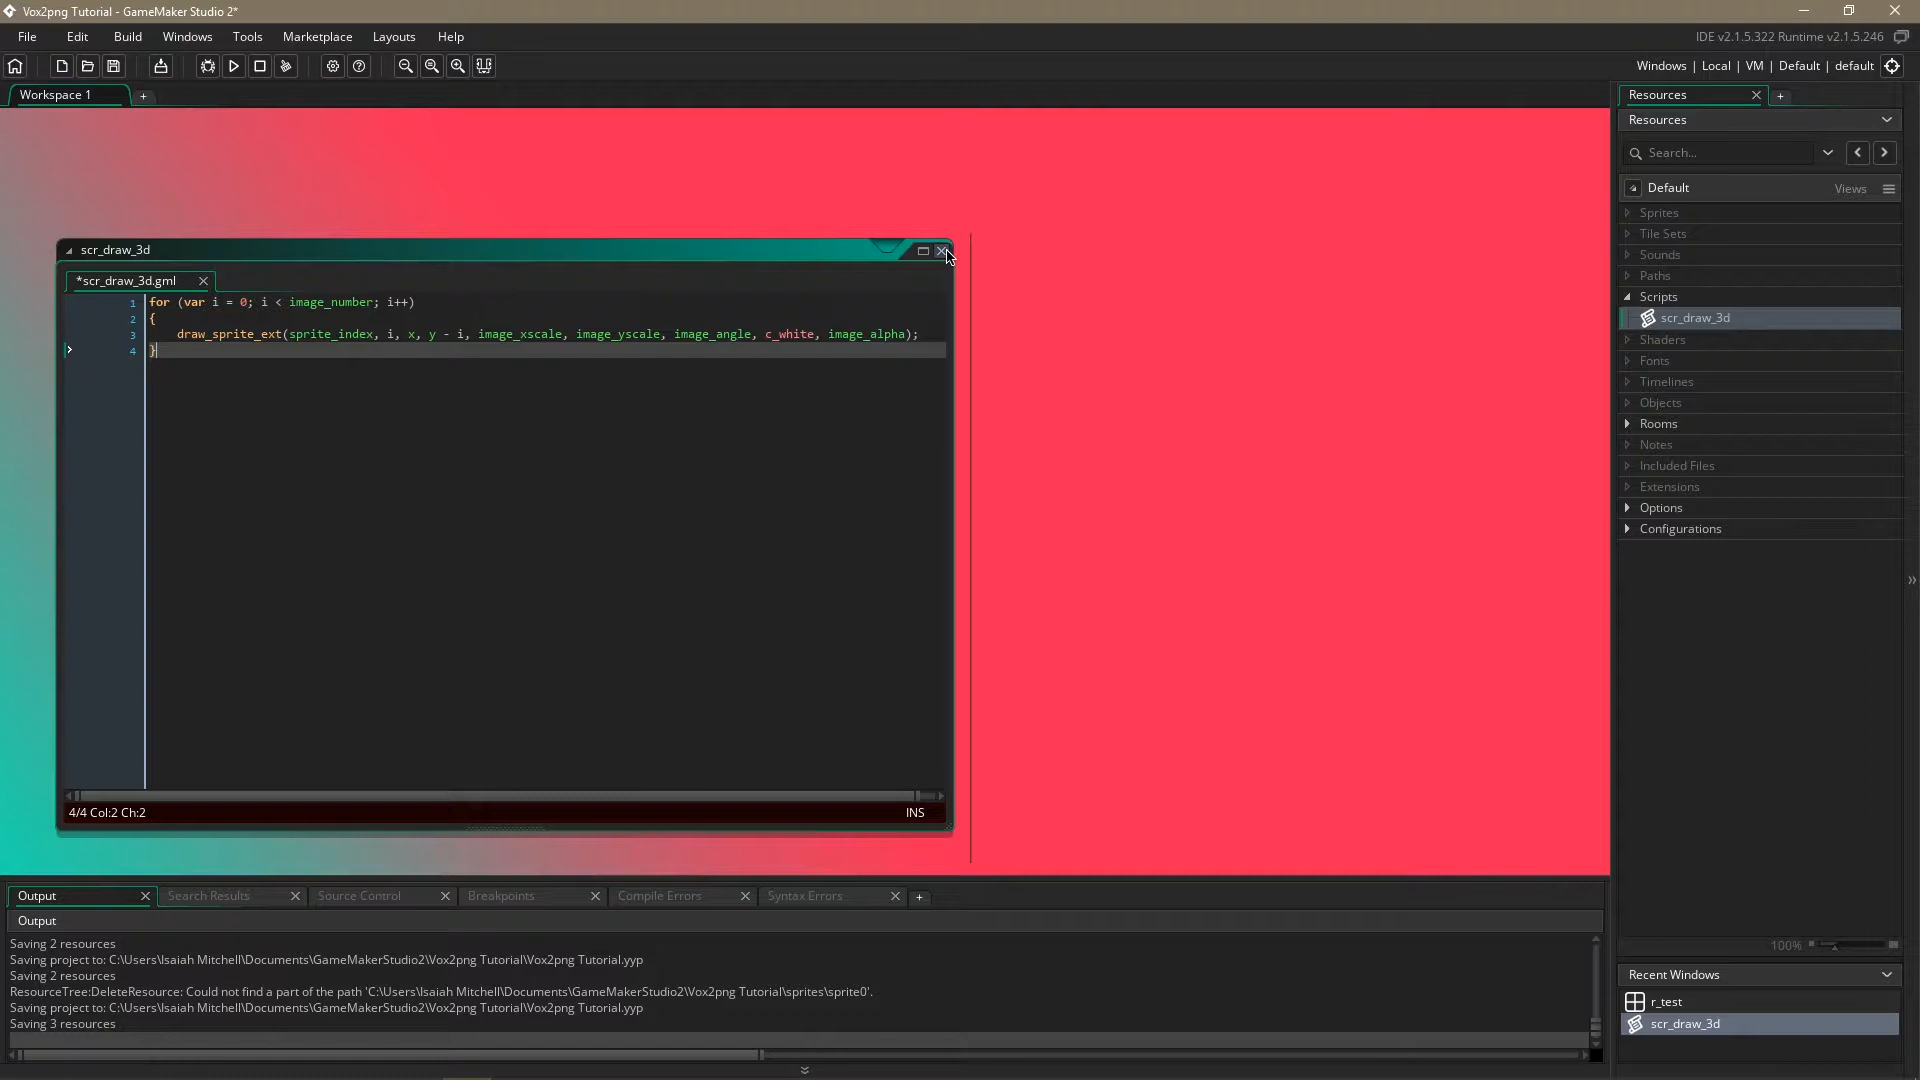 Vox2png Tutorial - GameMaker Studio 2*
File Edit Build Windows Tools Marketplace Layouts Help
IDE v2.1.5.322 Runtime v2.1.5.246
Windows | Local | VM | Default | default
Workspace 1
+
Resources
+
Resources
Search...
Default Views
Sprites
Tile Sets
Sounds
Paths
Scripts
scr_draw_3d
Shaders
Fonts
Timelines
Objects
Rooms
Notes
Included Files
Extensions
Options
Configurations
100%
Recent Windows
r_test
scr_draw_3d
scr_draw_3d
*scr_draw_3d.gml
1 for (var i = 0; i < image_number; i++)
2 {
3 draw_sprite_ext(sprite_index, i, x, y - i, image_xscale, image_yscale, image_angle, c_white, image_alpha);
4 }
4/4 Col:2 Ch:2 INS
Output Search Results Source Control Breakpoints Compile Errors Syntax Errors +
Output
Saving 2 resources
Saving project to: C:\Users\Isaiah Mitchell\Documents\GameMakerStudio2\Vox2png Tutorial\Vox2png Tutorial.yyp
Saving 2 resources
ResourceTree:DeleteResource: Could not find a part of the path 'C:\Users\Isaiah Mitchell\Documents\GameMakerStudio2\Vox2png Tutorial\sprites\sprite0'.
Saving project to: C:\Users\Isaiah Mitchell\Documents\GameMakerStudio2\Vox2png Tutorial\Vox2png Tutorial.yyp
Saving 3 resources